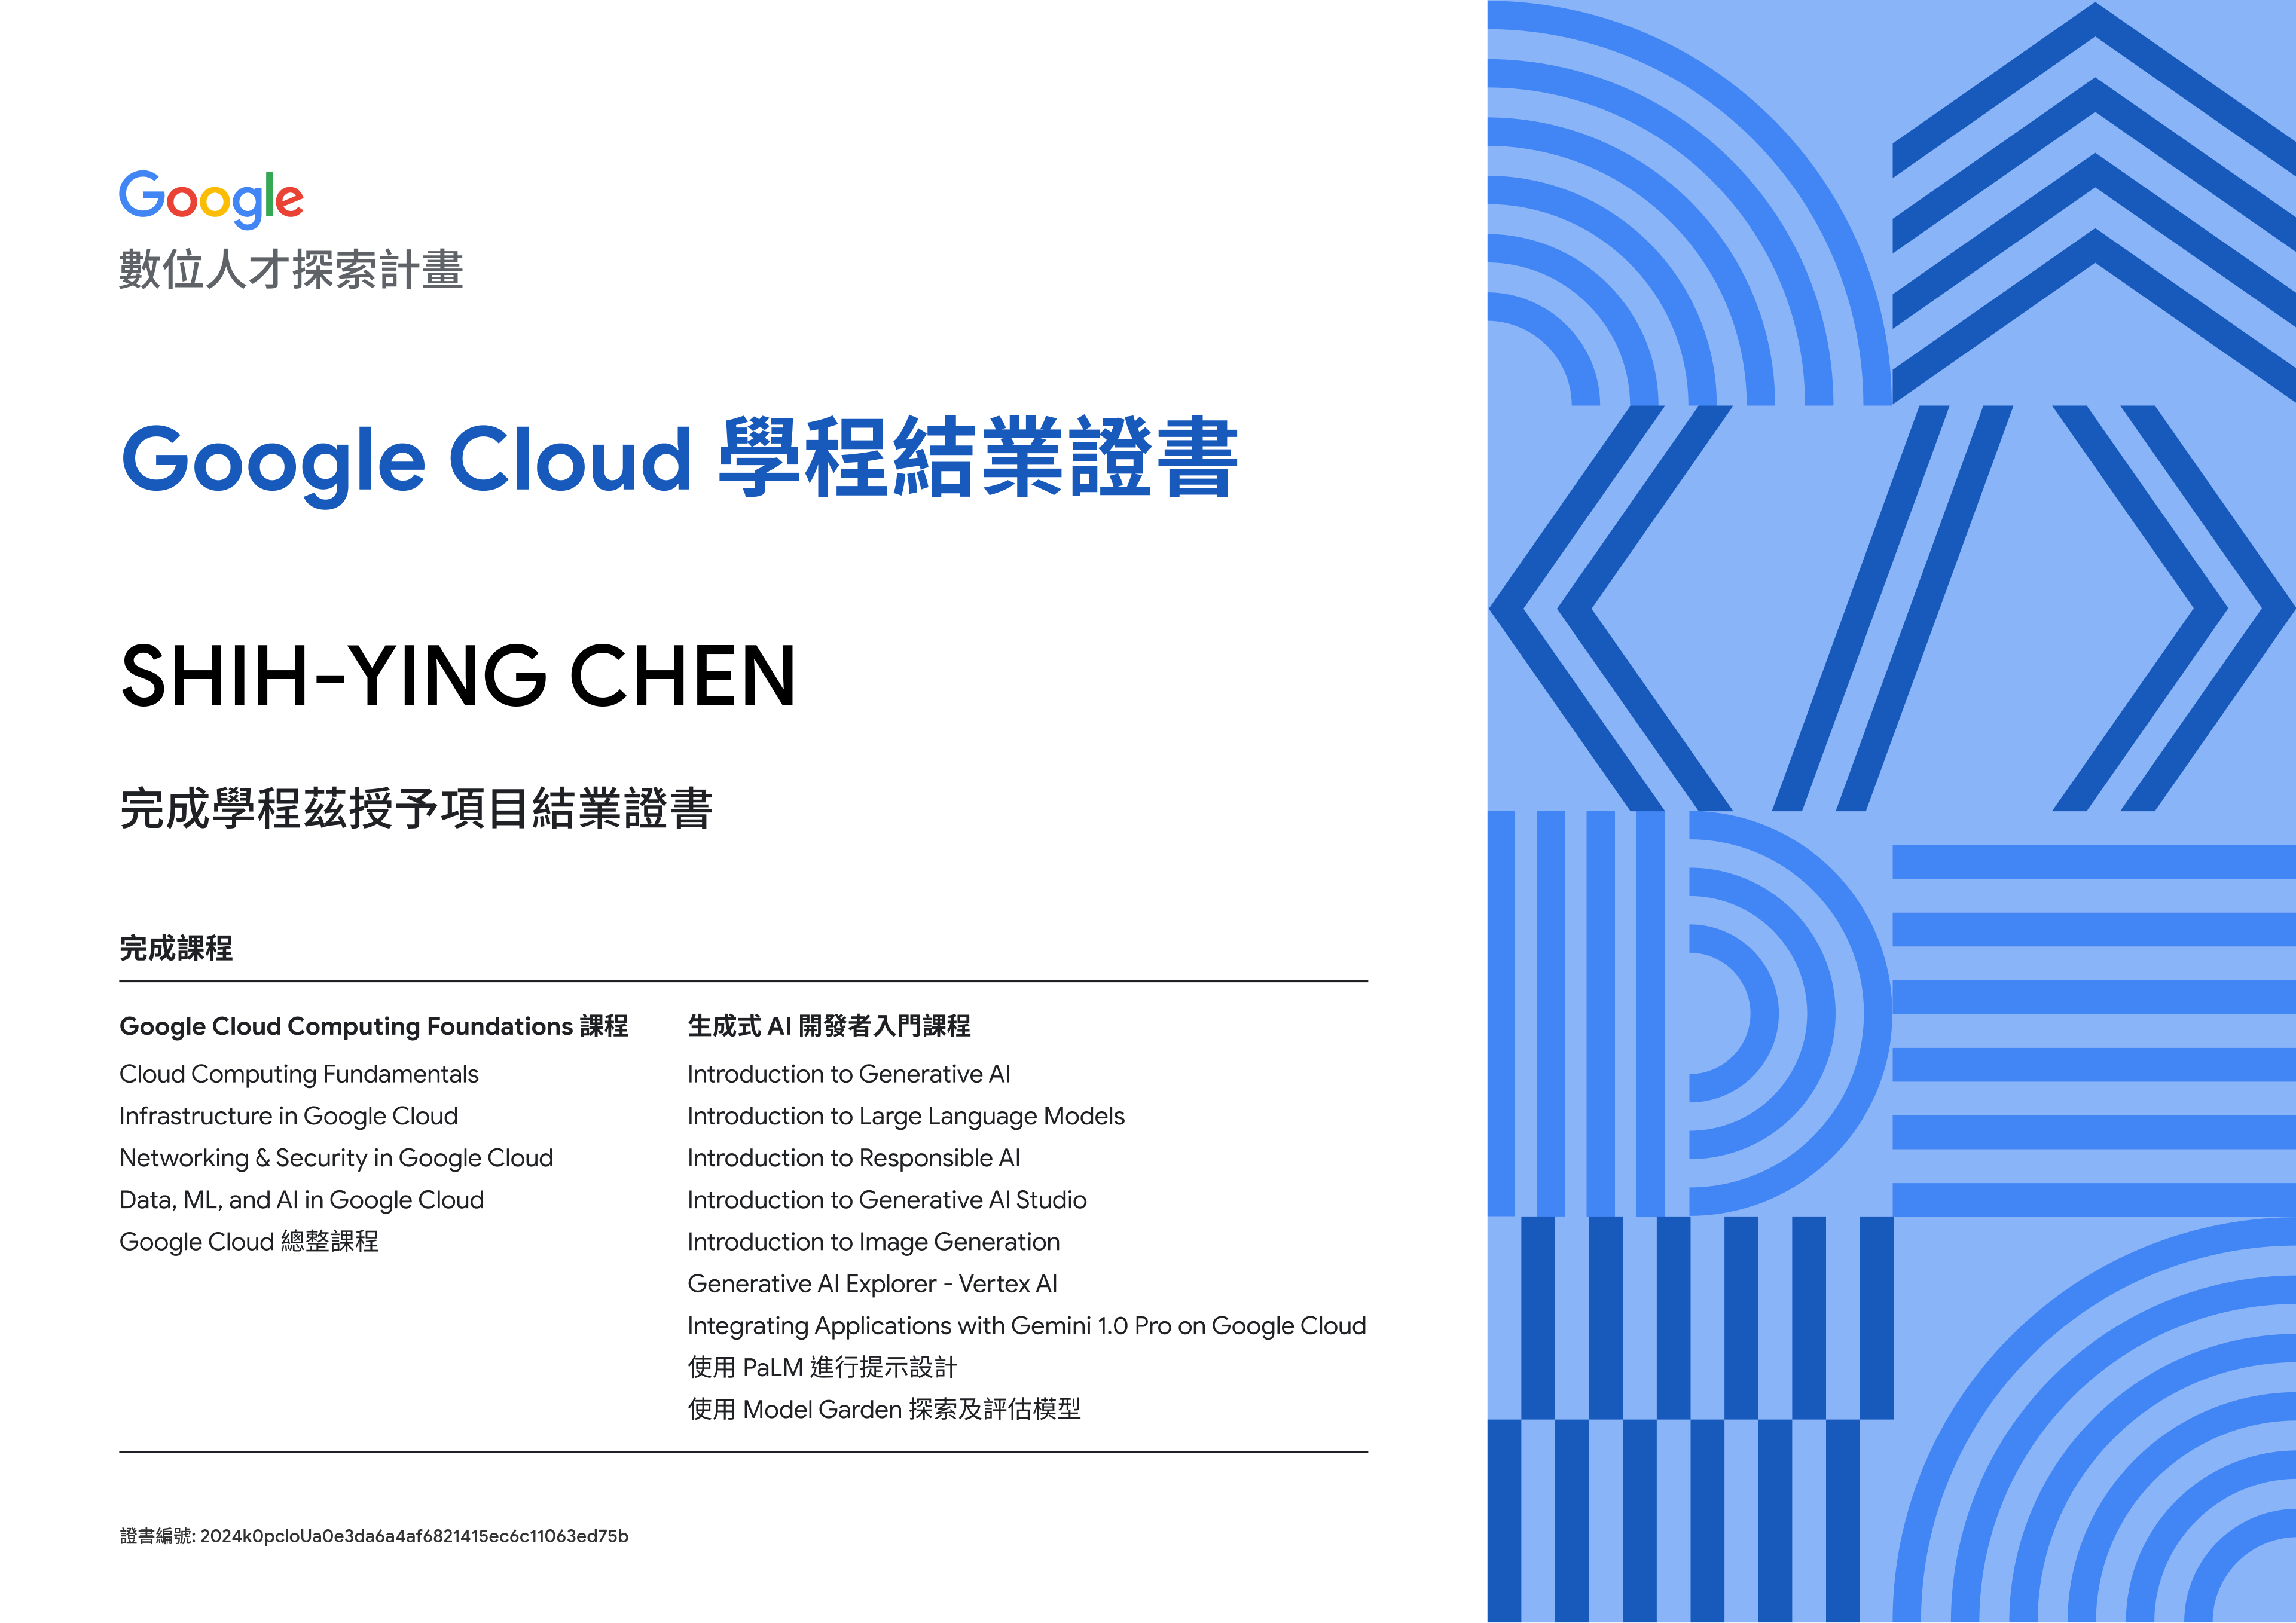 Google
數位人才探索計畫
Google Cloud 學程結業證書
SHIH-YING CHEN
完成學程茲授予項目結業證書
完成課程
Google Cloud Computing Foundations 課程
Cloud Computing Fundamentals
Infrastructure in Google Cloud
Networking & Security in Google Cloud
Data, ML, and AI in Google Cloud
Google Cloud 總整課程
生成式 AI 開發者入門課程
Introduction to Generative AI
Introduction to Large Language Models
Introduction to Responsible AI
Introduction to Generative AI Studio
Introduction to Image Generation
Generative AI Explorer - Vertex AI
Integrating Applications with Gemini 1.0 Pro on Google Cloud
使用 PaLM 進行提示設計
使用 Model Garden 探索及評估模型
證書編號: 2024k0pcloUa0e3da6a4af6821415ec6c11063ed75b